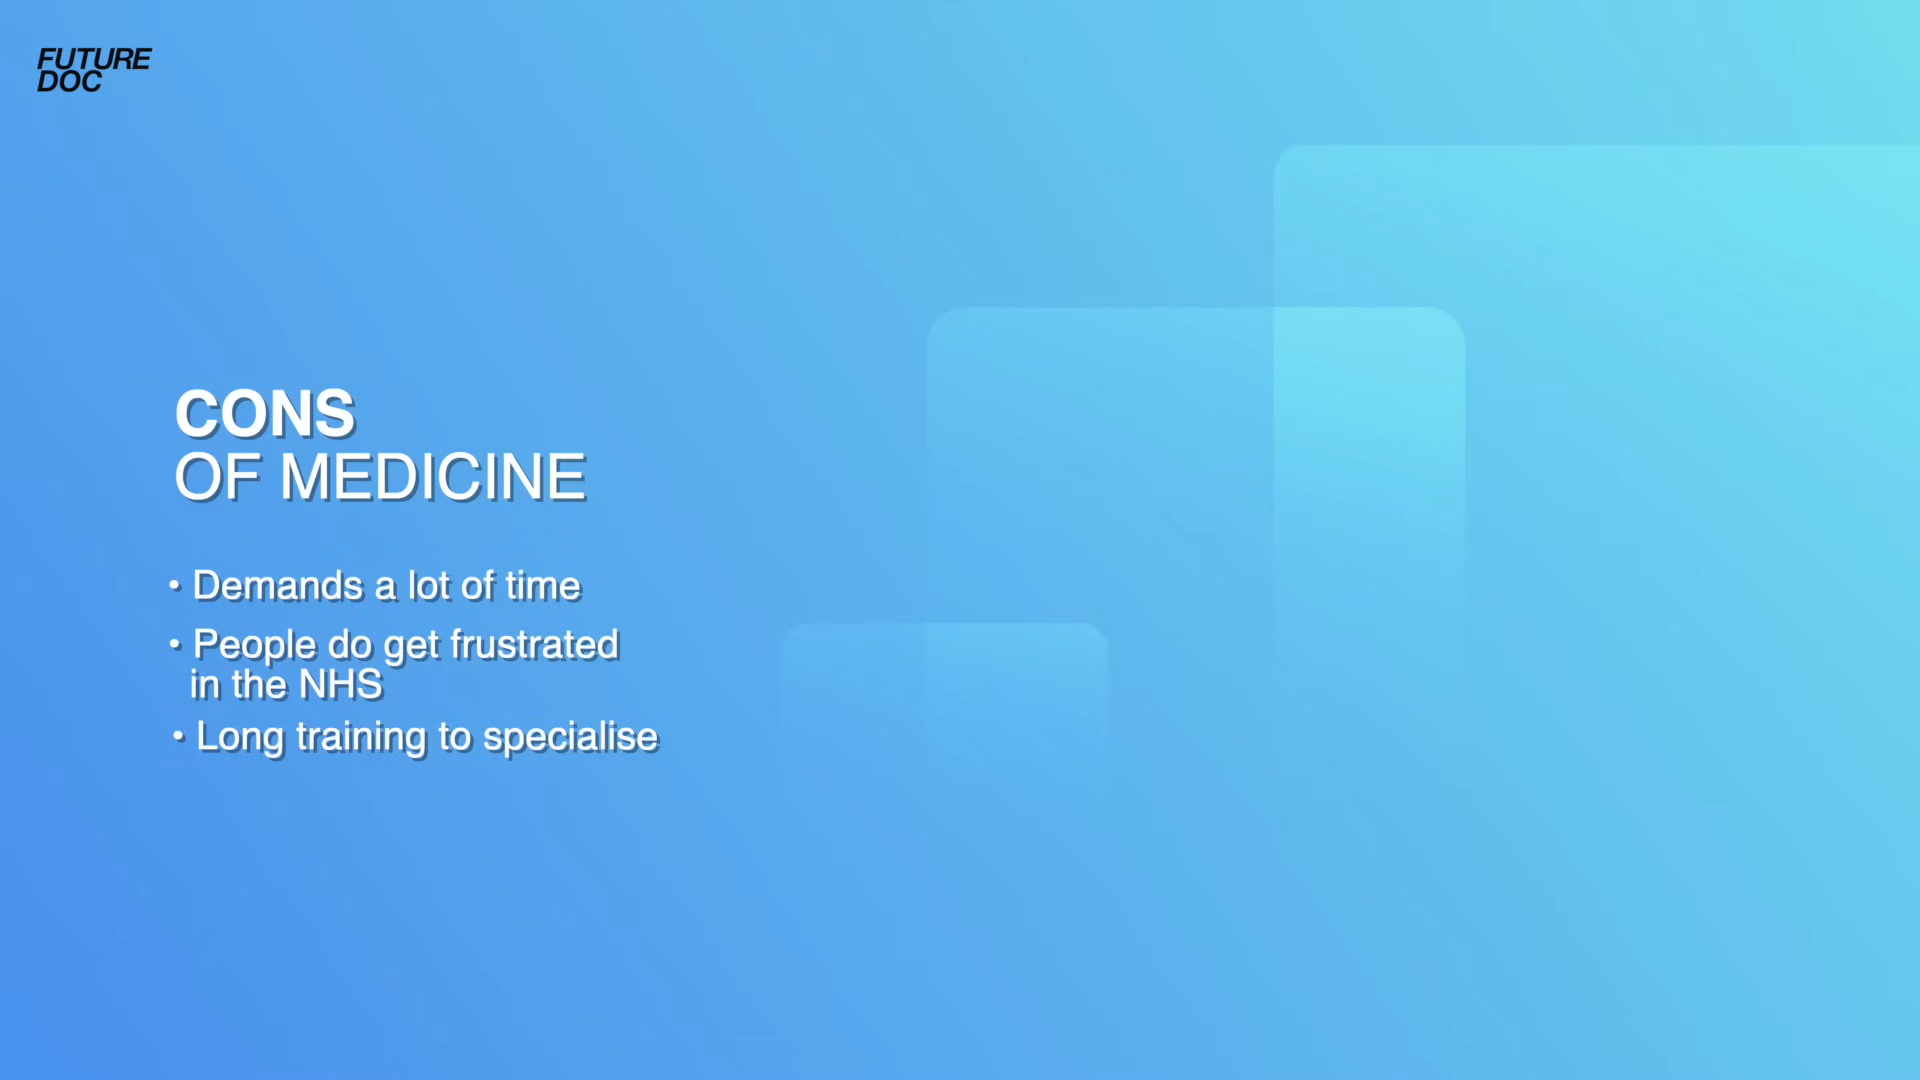 FUTURE
DOC
CONS
OF MEDICINE
• Demands a lot of time
• People do get frustrated
in the NHS
• Long training to specialise